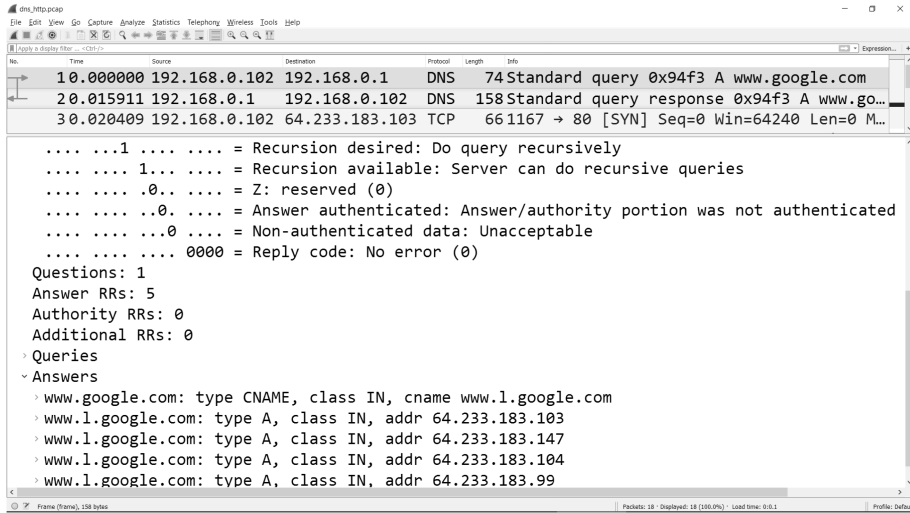 dns_http.pcap
File Edit View Go Capture Analyze Statistics Telephony Wireless Tools Help
Apply a display filter ... <Ctrl-/> Expression... +
No. Time Source Destination Protocol Length Info
1 0.000000 192.168.0.102 192.168.0.1 DNS 74 Standard query 0x94f3 A www.google.com
2 0.015911 192.168.0.1 192.168.0.102 DNS 158 Standard query response 0x94f3 A www.go…
3 0.020409 192.168.0.102 64.233.183.103 TCP 66 1167 → 80 [SYN] Seq=0 Win=64240 Len=0 M…
.... ...1 .... .... = Recursion desired: Do query recursively
.... .... 1... .... = Recursion available: Server can do recursive queries
.... .... .0.. .... = Z: reserved (0)
.... .... ..0. .... = Answer authenticated: Answer/authority portion was not authenticated
.... .... ...0 .... = Non-authenticated data: Unacceptable
.... .... .... 0000 = Reply code: No error (0)
Questions: 1
Answer RRs: 5
Authority RRs: 0
Additional RRs: 0
Queries
Answers
www.google.com: type CNAME, class IN, cname www.l.google.com
www.l.google.com: type A, class IN, addr 64.233.183.103
www.l.google.com: type A, class IN, addr 64.233.183.147
www.l.google.com: type A, class IN, addr 64.233.183.104
www.l.google.com: type A, class IN, addr 64.233.183.99
Frame (frame), 158 bytes Packets: 18 · Displayed: 18 (100.0%) · Load time: 0:0.1 Profile: Defau